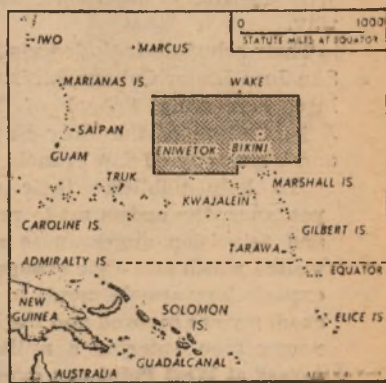 0 1000
STATUTE MILES AT EQUATOR
IWO
MARCUS
MARIANAS IS.
WAKE
SAIPAN
GUAM
ENIWETOK
BIKINI
TRUK
MARSHALL IS.
KWAJALEIN
CAROLINE IS.
GILBERT IS.
TARAWA
ADMIRALTY IS.
EQUATOR
NEW
GUINEA
SOLOMON
IS.
ELICE IS
GUADALCANAL
AUSTRALIA